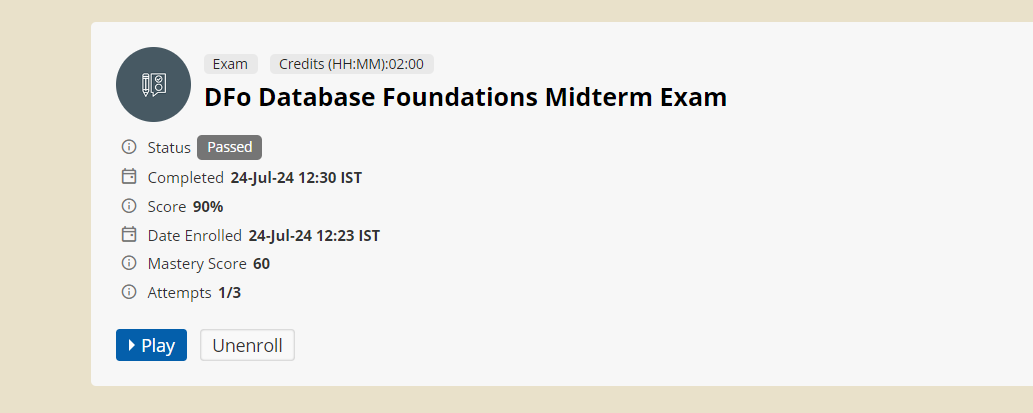 Exam Credits (HH:MM):02:00
DFo Database Foundations Midterm Exam
Status Passed
Completed 24-Jul-24 12:30 IST
Score 90%
Date Enrolled 24-Jul-24 12:23 IST
Mastery Score 60
Attempts 1/3
Play Unenroll